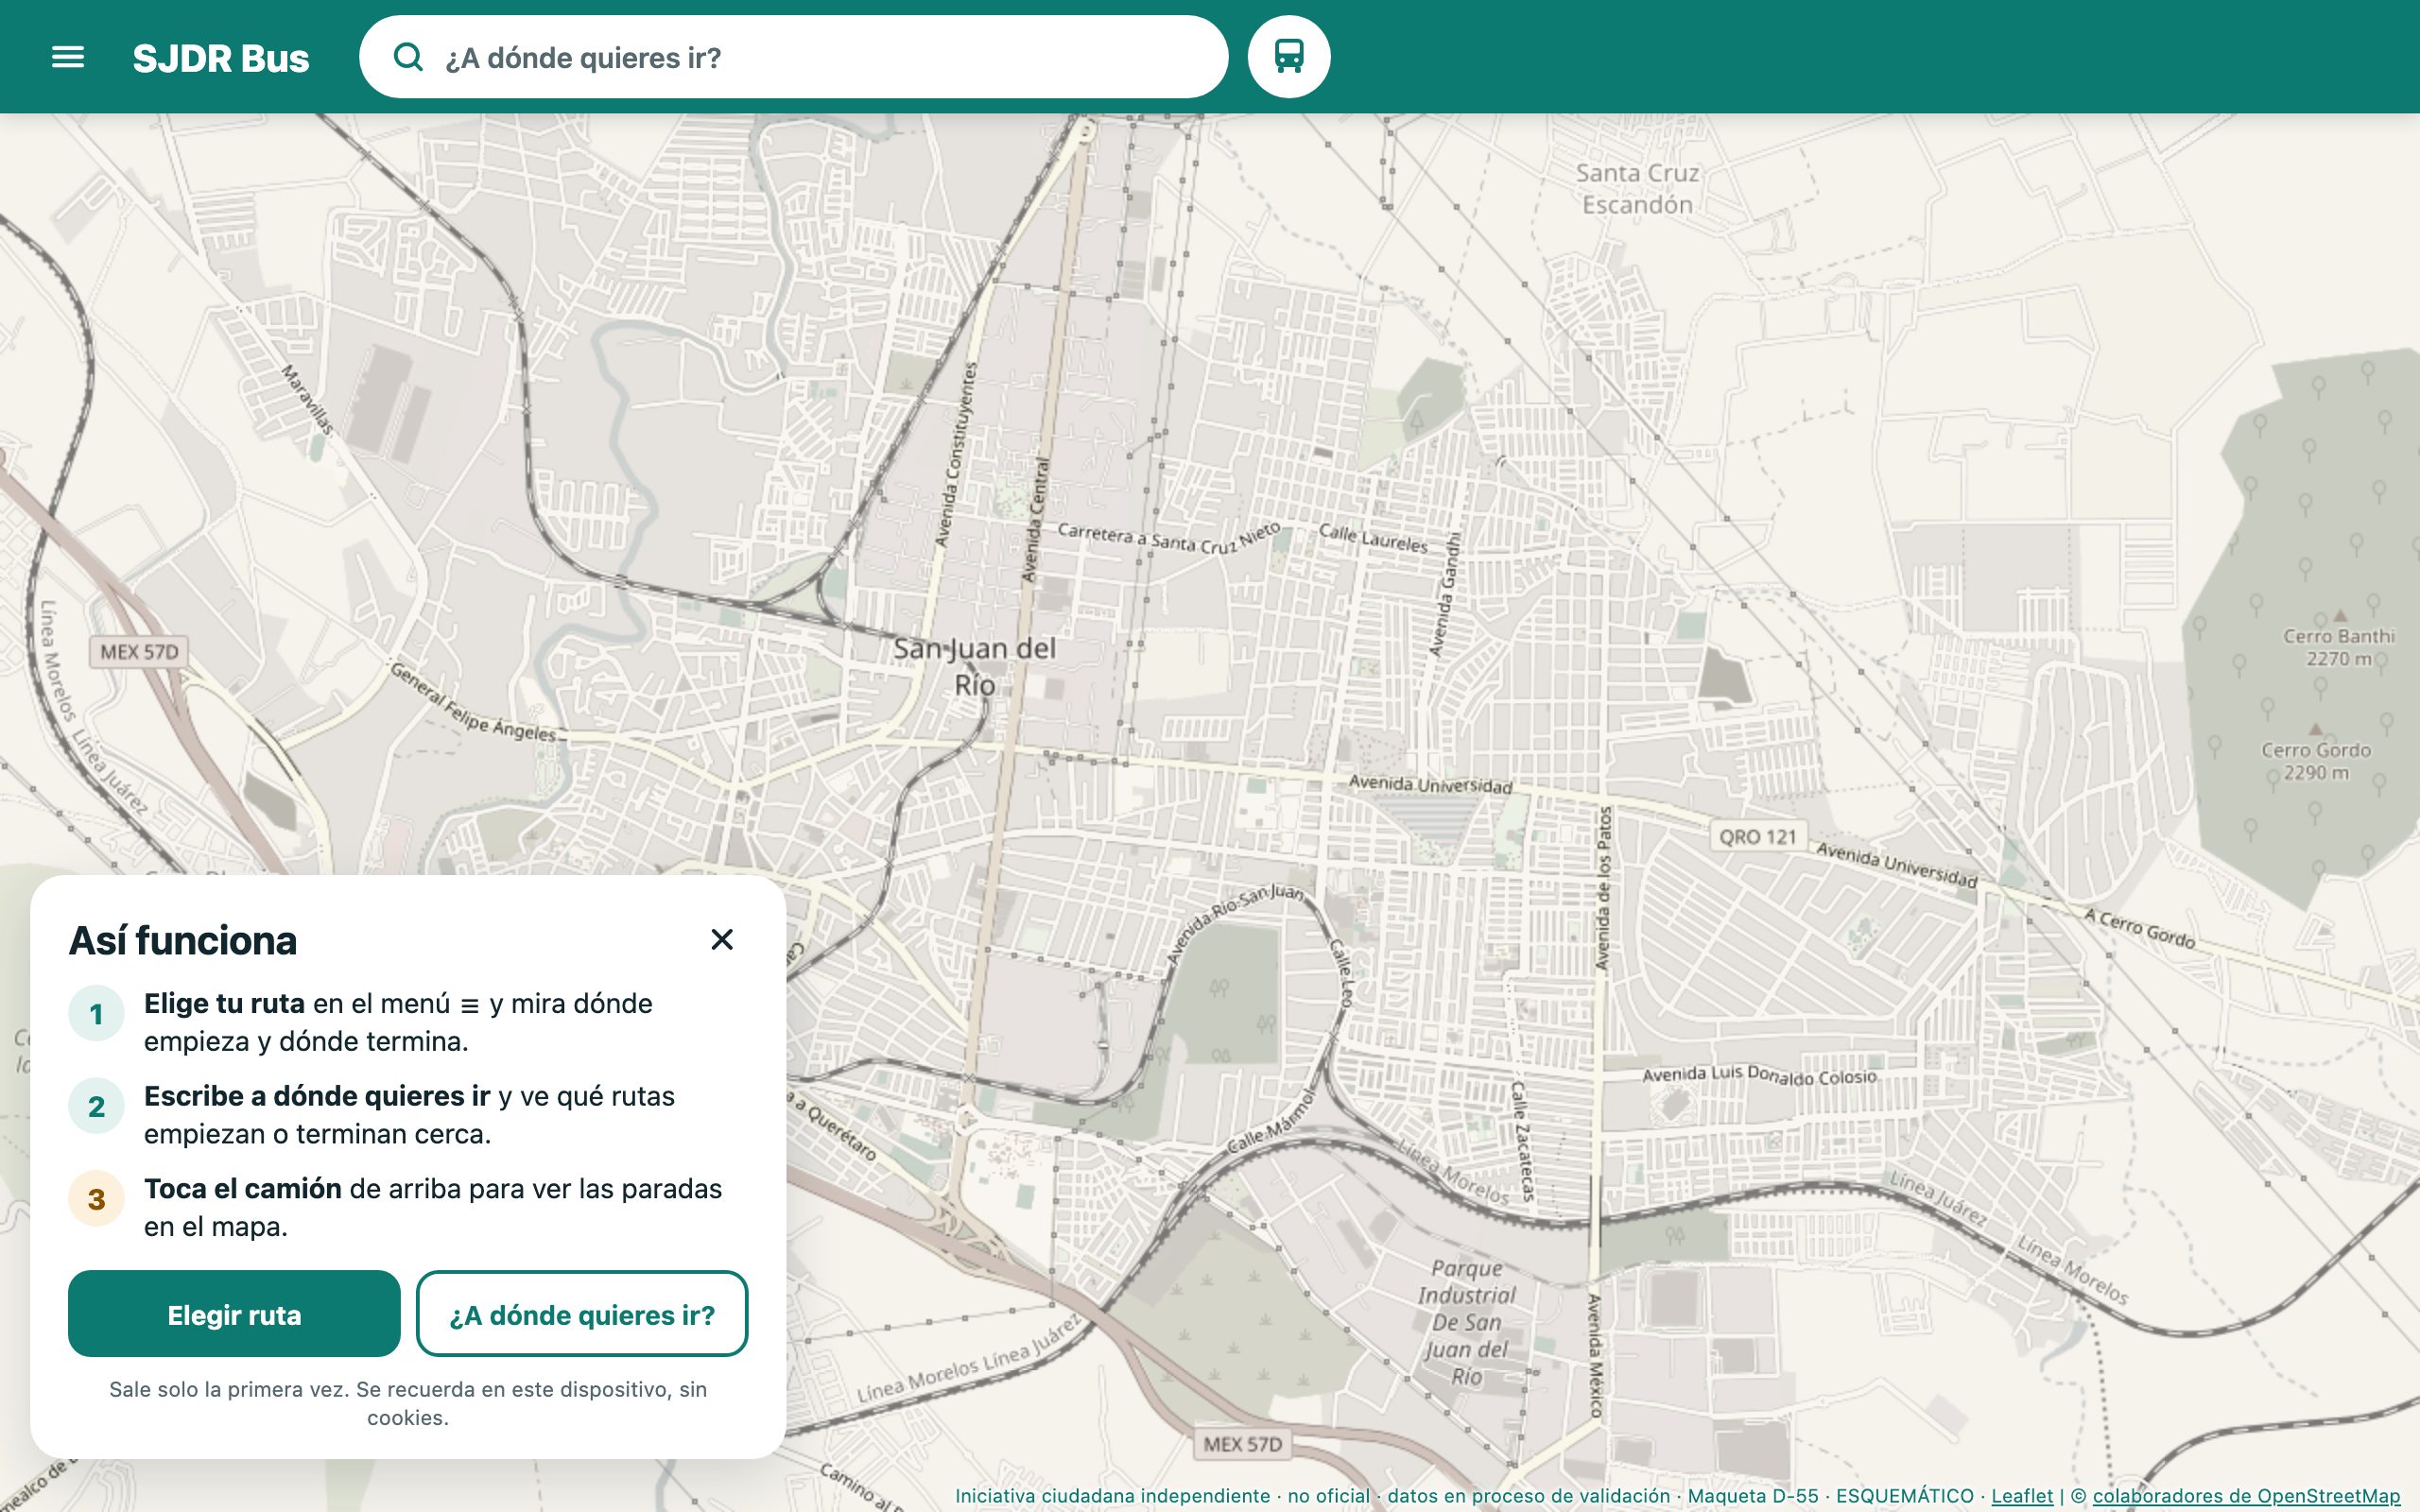 SJDR Bus
¿A dónde quieres ir?
Santa Cruz
Escandón
Maravillas
Avenida Constituyentes
Avenida Central
Carretera a Santa Cruz Nieto
Calle Laureles
Avenida Gandhi
Línea Morelos
Línea Juárez
MEX 57D
General Felipe Ángeles
San Juan del
Río
Cerro Banthi
2270 m
Cerro Gordo
2290 m
Avenida Universidad
QRO 121
Avenida Universidad
A Cerro Gordo
Avenida de los Patos
Avenida Río San Juan
Calle Leo
Avenida Luis Donaldo Colosio
Calle Mármol
Calle Zacatecas
Línea Morelos
Línea Juárez
Línea Morelos
a Querétaro
Parque
Industrial
De San
Juan del
Río
Avenida México
Línea Morelos Línea Juárez
MEX 57D
Así funciona
1 Elige tu ruta en el menú ≡ y mira dónde
empieza y dónde termina.
2 Escribe a dónde quieres ir y ve qué rutas
empiezan o terminan cerca.
3 Toca el camión de arriba para ver las paradas
en el mapa.
Elegir ruta
¿A dónde quieres ir?
Sale solo la primera vez. Se recuerda en este dispositivo, sin
cookies.
Camino al
Iniciativa ciudadana independiente · no oficial · datos en proceso de validación · Maqueta D-55 · ESQUEMÁTICO · Leaflet | © colaboradores de OpenStreetMap